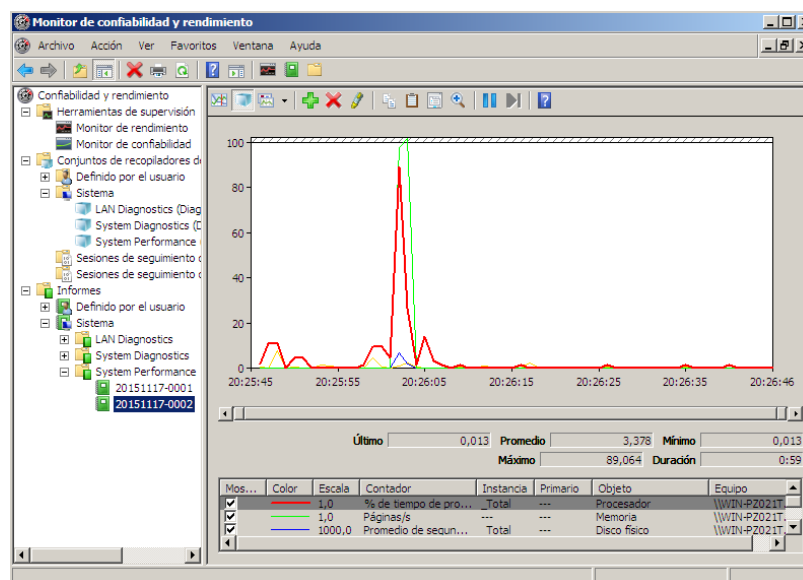 Monitor de confiabilidad y rendimiento
Archivo Acción Ver Favoritos Ventana Ayuda
Confiabilidad y rendimiento
Herramientas de supervisión
Monitor de rendimiento
Monitor de confiabilidad
Conjuntos de recopiladores de
Definido por el usuario
Sistema
LAN Diagnostics (Diag
System Diagnostics (D
System Performance
Sesiones de seguimiento d
Sesiones de seguimiento d
Informes
Definido por el usuario
Sistema
LAN Diagnostics
System Diagnostics
System Performance
20151117-0001
20151117-0002
100
80
60
40
20
0
20:25:45 20:25:55 20:26:05 20:26:15 20:26:25 20:26:35 20:26:46
Último 0,013 Promedio 3,378 Mínimo 0,013
Máximo 89,064 Duración 0:59
Mos... Color Escala Contador Instancia Primario Objeto Equipo
1,0 % de tiempo de pro... _Total --- Procesador \\WIN-PZ021T.
1,0 Páginas/s --- --- Memoria \\WIN-PZ021T.
1000,0 Promedio de segun... _Total --- Disco físico \\WIN-PZ021T.